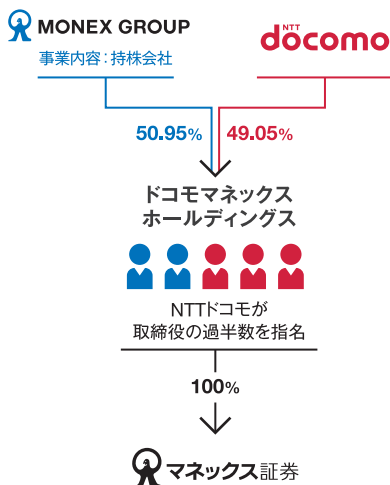 MONEX GROUP
事業内容：持株会社
NTT
docomo
50.95%
49.05%
ドコモマネックス
ホールディングス
NTTドコモが
取締役の過半数を指名
100%
マネックス証券